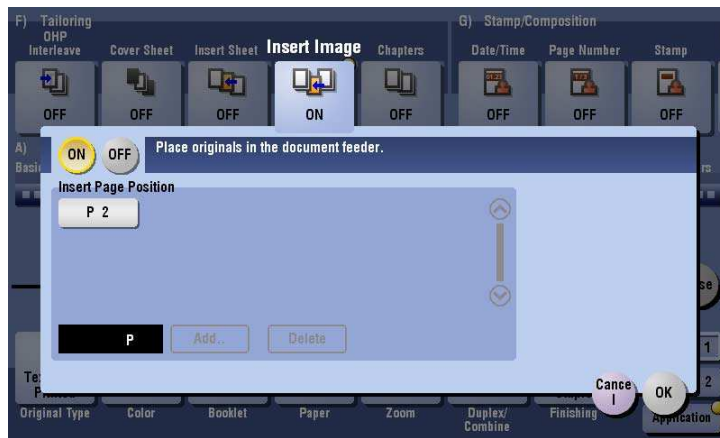 F) Tailoring
G) Stamp/Composition
OHP
Interleave
Cover Sheet
Insert Sheet
Insert Image
Chapters
Date/Time
Page Number
Stamp
OFF
OFF
OFF
ON
OFF
OFF
OFF
OFF
A)
ON
OFF
Place originals in the document feeder.
Insert Page Position
P 2
P
Add..
Delete
1
2
Cance
l
OK
Original Type
Color
Booklet
Paper
Zoom
Duplex/
Combine
Finishing
Application